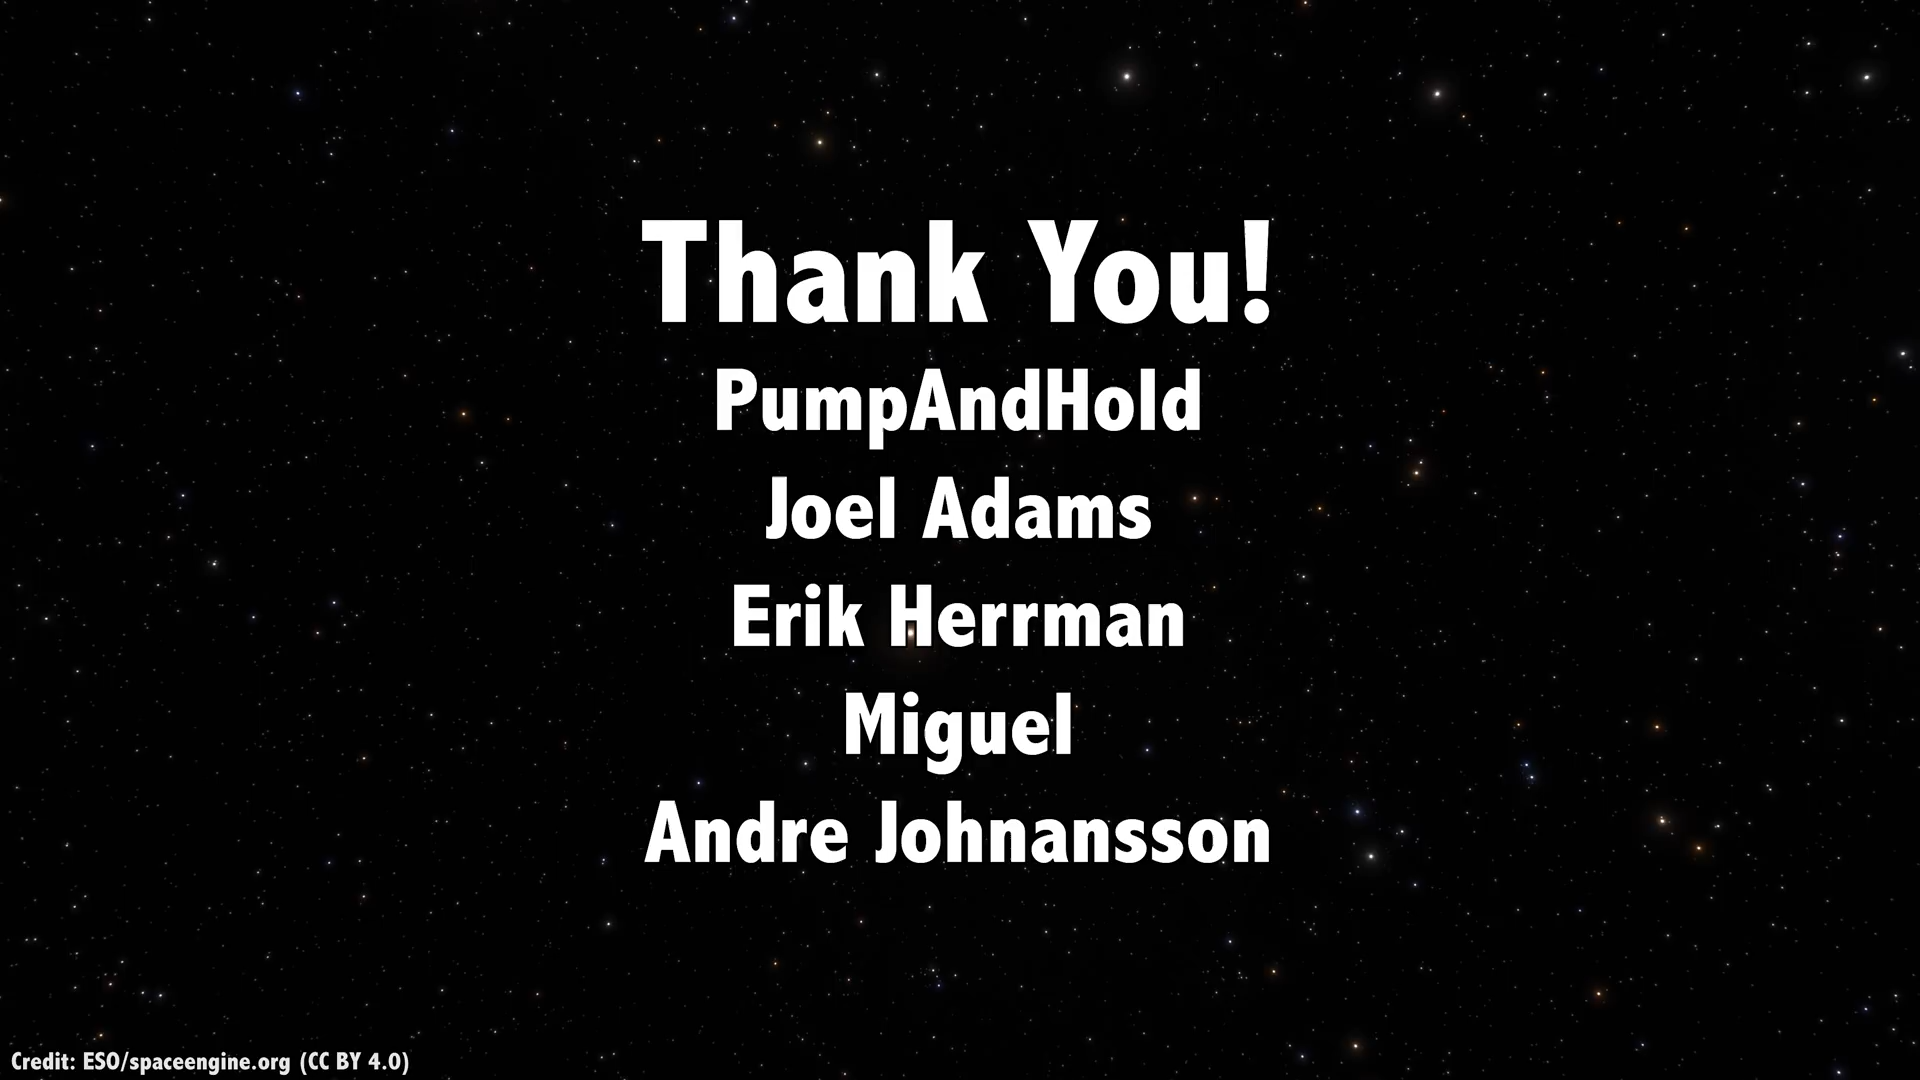 Thank You!
PumpAndHold
Joel Adams
Erik Herrman
Miguel
Andre Johnansson
Credit: ESO/spaceengine.org (CC BY 4.0)